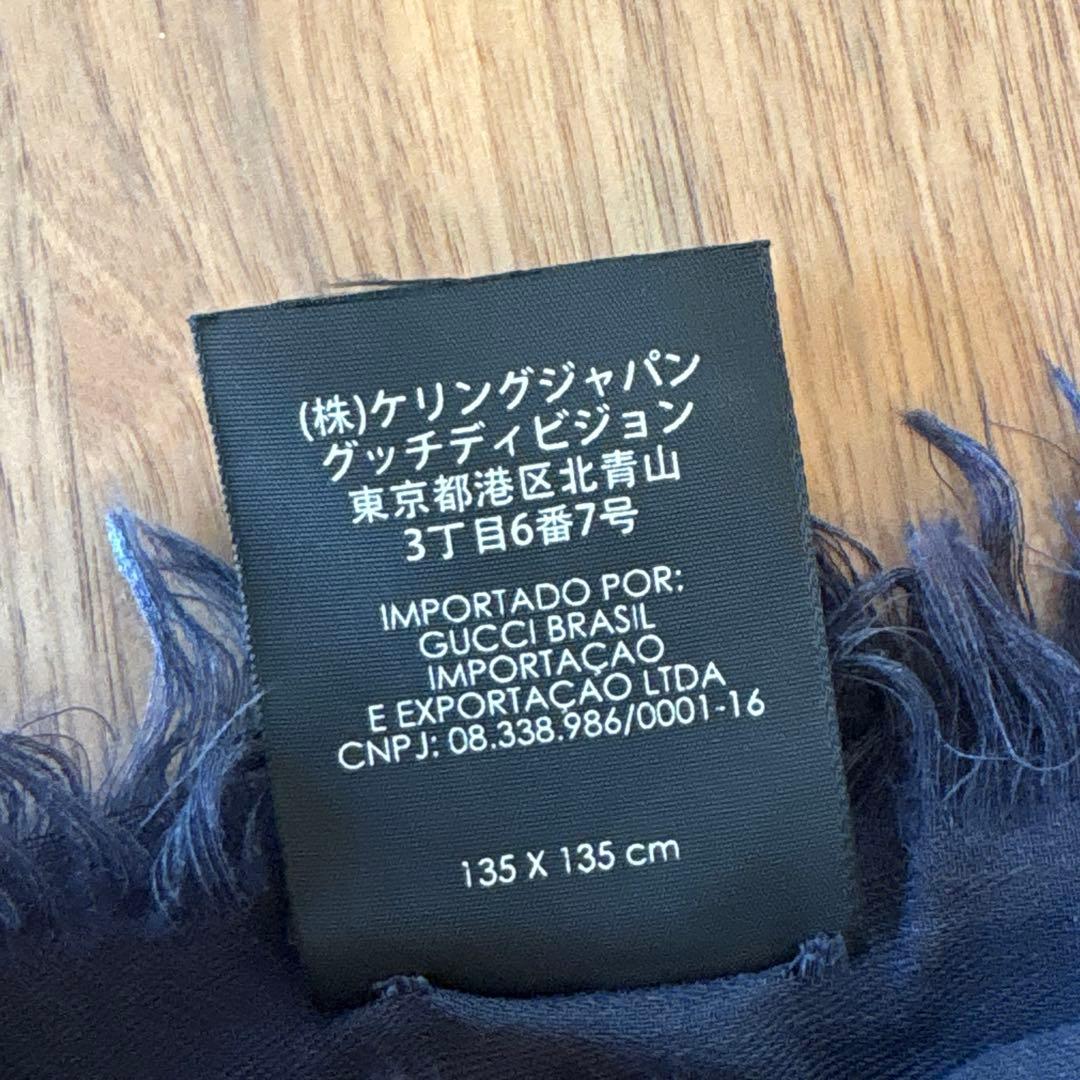 (株)ケリングジャパン
グッチディビジョン
東京都港区北青山
3丁目6番7号
IMPORTADO POR:
GUCCI BRASIL
IMPORTAÇAO
E EXPORTAÇAO LTDA
CNPJ: 08.338.986/0001-16
135 X 135 cm